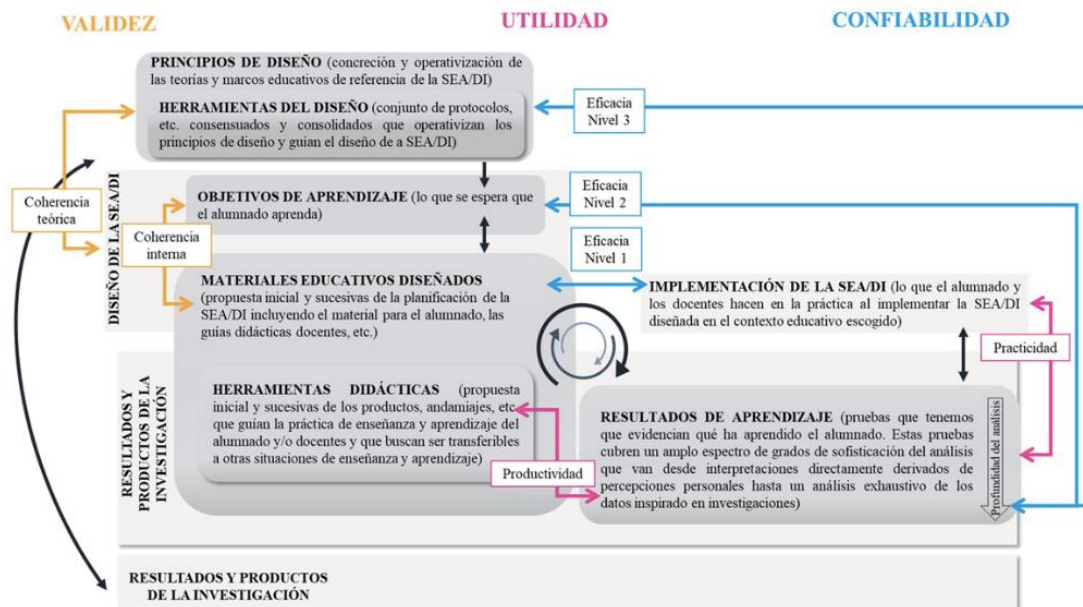 VALIDEZ
UTILIDAD
CONFIABILIDAD
PRINCIPIOS DE DISEÑO (concreción y operativización de
las teorías y marcos educativos de referencia de la SEA/DI)
HERRAMIENTAS DEL DISEÑO (conjunto de protocolos,
etc. consensuados y consolidados que operativizan los
principios de diseño y guían el diseño de a SEA/DI)
Eficacia
Nivel 3
Coherencia
teórica
DISEÑO DE LA SEA/DI
OBJETIVOS DE APRENDIZAJE (lo que se espera que
el alumnado aprenda)
Eficacia
Nivel 2
Coherencia
interna
Eficacia
Nivel 1
MATERIALES EDUCATIVOS DISEÑADOS
(propuesta inicial y sucesivas de la planificación de la
SEA/DI incluyendo el material para el alumnado, las
guías didácticas docentes, etc.)
IMPLEMENTACIÓN DE LA SEA/DI (lo que el alumnado y
los docentes hacen en la práctica al implementar la SEA/DI
diseñada en el contexto educativo escogido)
Practicidad
RESULTADOS Y
PRODUCTOS DE LA
INVESTIGACIÓN
HERRAMIENTAS DIDÁCTICAS (propuesta
inicial y sucesivas de los productos, andamiajes, etc
que guían la práctica de enseñanza y aprendizaje del
alumnado y/o docentes y que buscan ser transferibles
a otras situaciones de enseñanza y aprendizaje)
Productividad
RESULTADOS DE APRENDIZAJE (pruebas que tenemos
que evidencian qué ha aprendido el alumnado. Estas pruebas
cubren un amplo espectro de grados de sofisticación del análisis
que van desde interpretaciones directamente derivados de
percepciones personales hasta un análisis exhaustivo de los
datos inspirado en investigaciones)
Profundidad del análisis
RESULTADOS Y PRODUCTOS
DE LA INVESTIGACIÓN